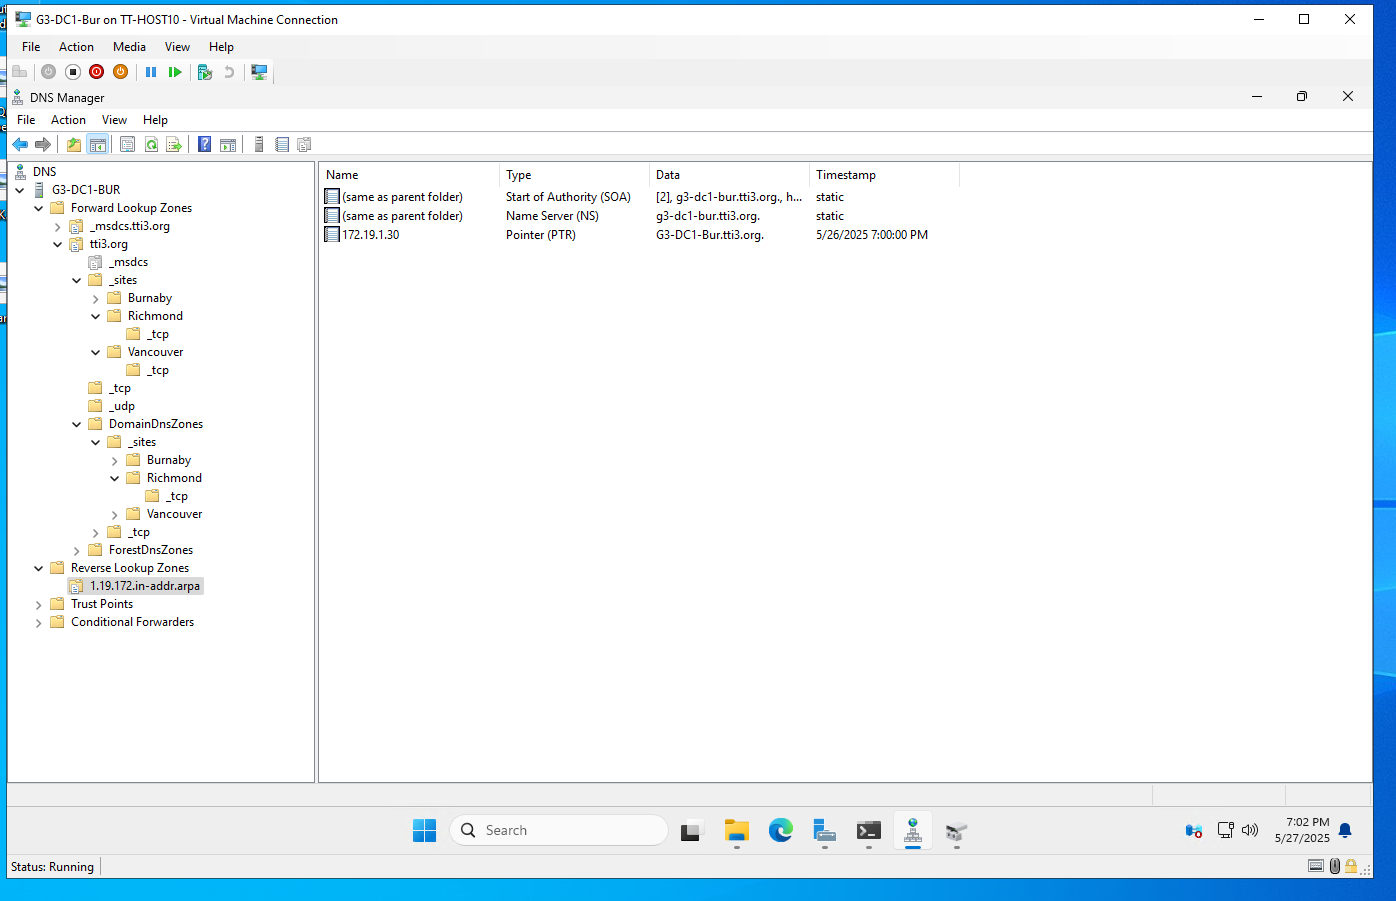 G3-DC1-Bur on TT-HOST10 - Virtual Machine Connection
File Action Media View Help
DNS Manager
File Action View Help
DNS
G3-DC1-BUR
Forward Lookup Zones
_msdcs.tti3.org
tti3.org
_msdcs
_sites
Burnaby
Richmond
_tcp
Vancouver
_tcp
_tcp
_udp
DomainDnsZones
_sites
Burnaby
Richmond
_tcp
Vancouver
_tcp
ForestDnsZones
Reverse Lookup Zones
1.19.172.in-addr.arpa
Trust Points
Conditional Forwarders
Name Type Data Timestamp
(same as parent folder) Start of Authority (SOA) [2], g3-dc1-bur.tti3.org., h... static
(same as parent folder) Name Server (NS) g3-dc1-bur.tti3.org. static
172.19.1.30 Pointer (PTR) G3-DC1-Bur.tti3.org. 5/26/2025 7:00:00 PM
Search
7:02 PM
5/27/2025
Status: Running